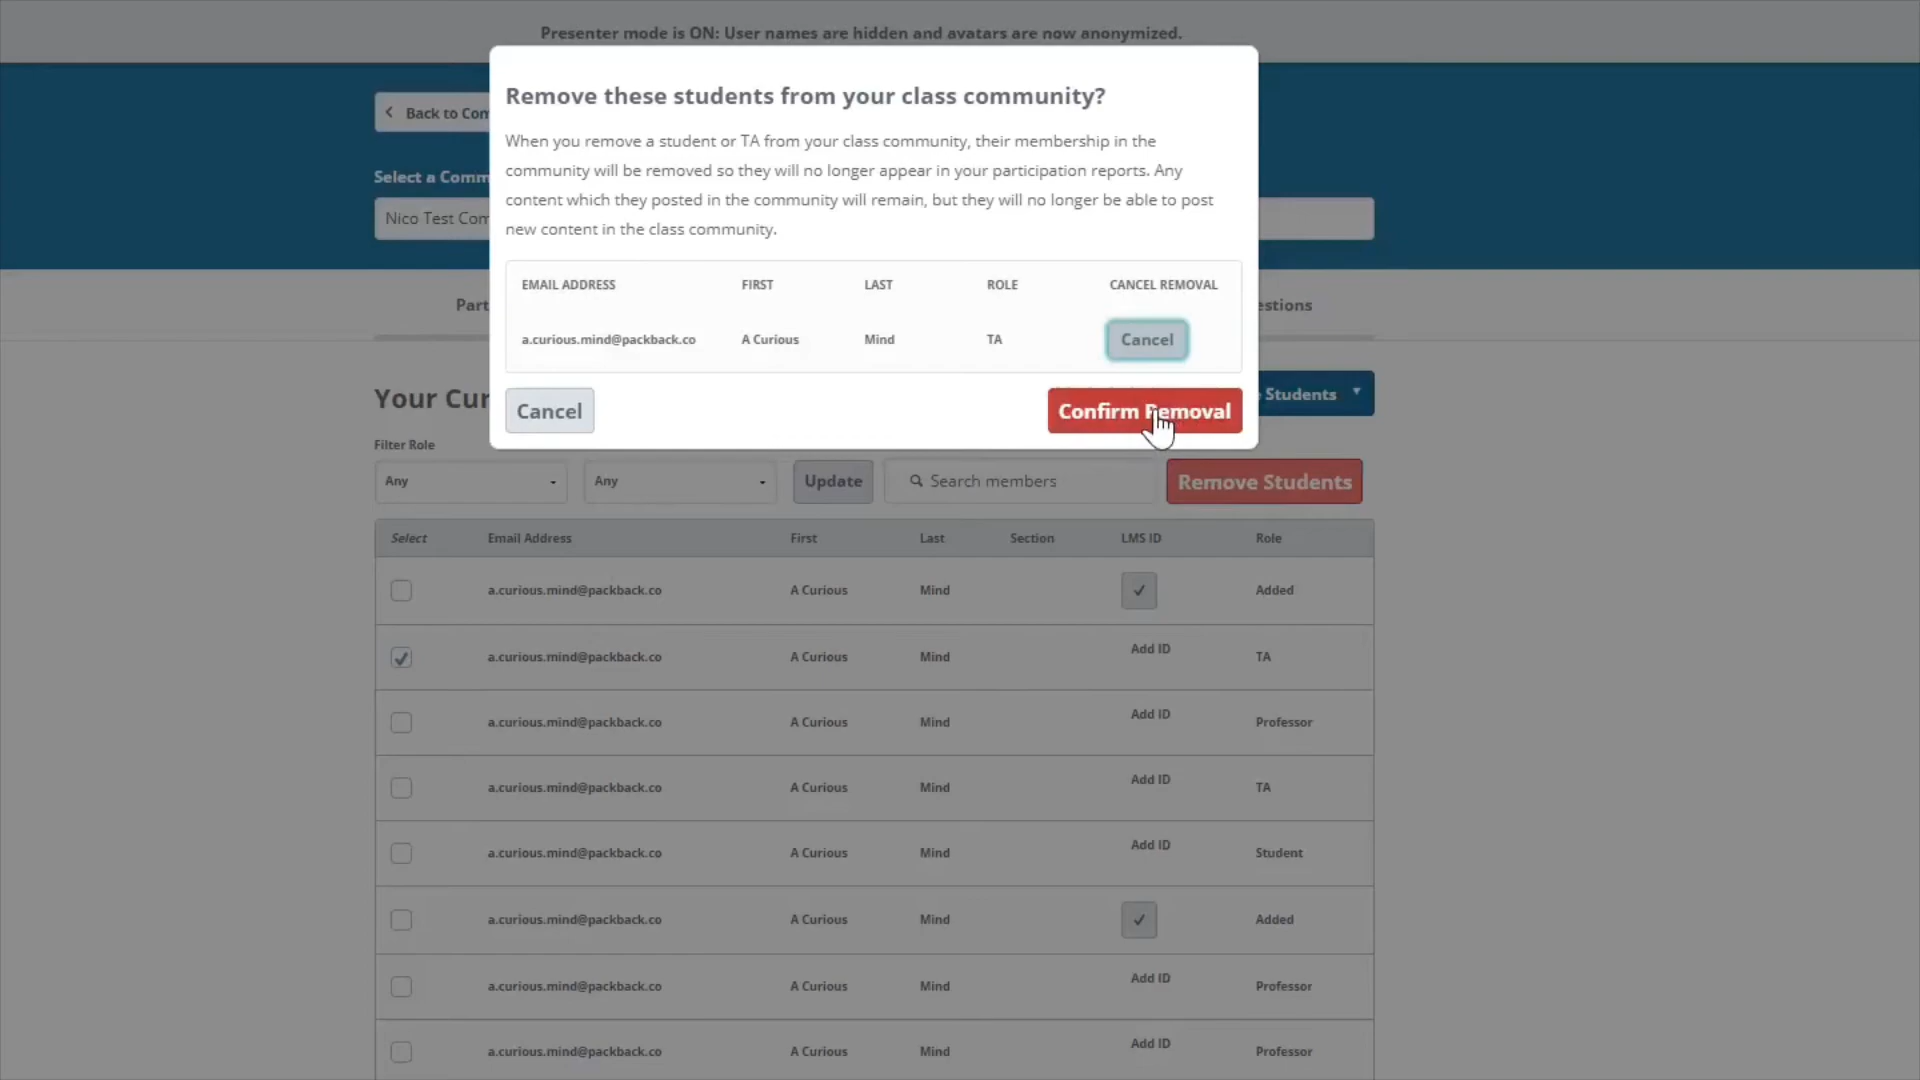 Presenter mode is ON: User names are hidden and avatars are now anonymized.
Back to Com
Select a Comm
Nico Test Com
Part
estions
Remove these students from your class community?
When you remove a student or TA from your class community, their membership in the
community will be removed so they will no longer appear in your participation reports. Any
content which they posted in the community will remain, but they will no longer be able to post
new content in the class community.
EMAIL ADDRESS FIRST LAST ROLE CANCEL REMOVAL
a.curious.mind@packback.co A Curious Mind TA Cancel
Cancel Confirm Removal
Your Cur
Students
Filter Role
Any Any Update Search members Remove Students
Select Email Address First Last Section LMS ID Role
a.curious.mind@packback.co A Curious Mind Added
a.curious.mind@packback.co A Curious Mind Add ID TA
a.curious.mind@packback.co A Curious Mind Add ID Professor
a.curious.mind@packback.co A Curious Mind Add ID TA
a.curious.mind@packback.co A Curious Mind Add ID Student
a.curious.mind@packback.co A Curious Mind Added
a.curious.mind@packback.co A Curious Mind Add ID Professor
a.curious.mind@packback.co A Curious Mind Add ID Professor